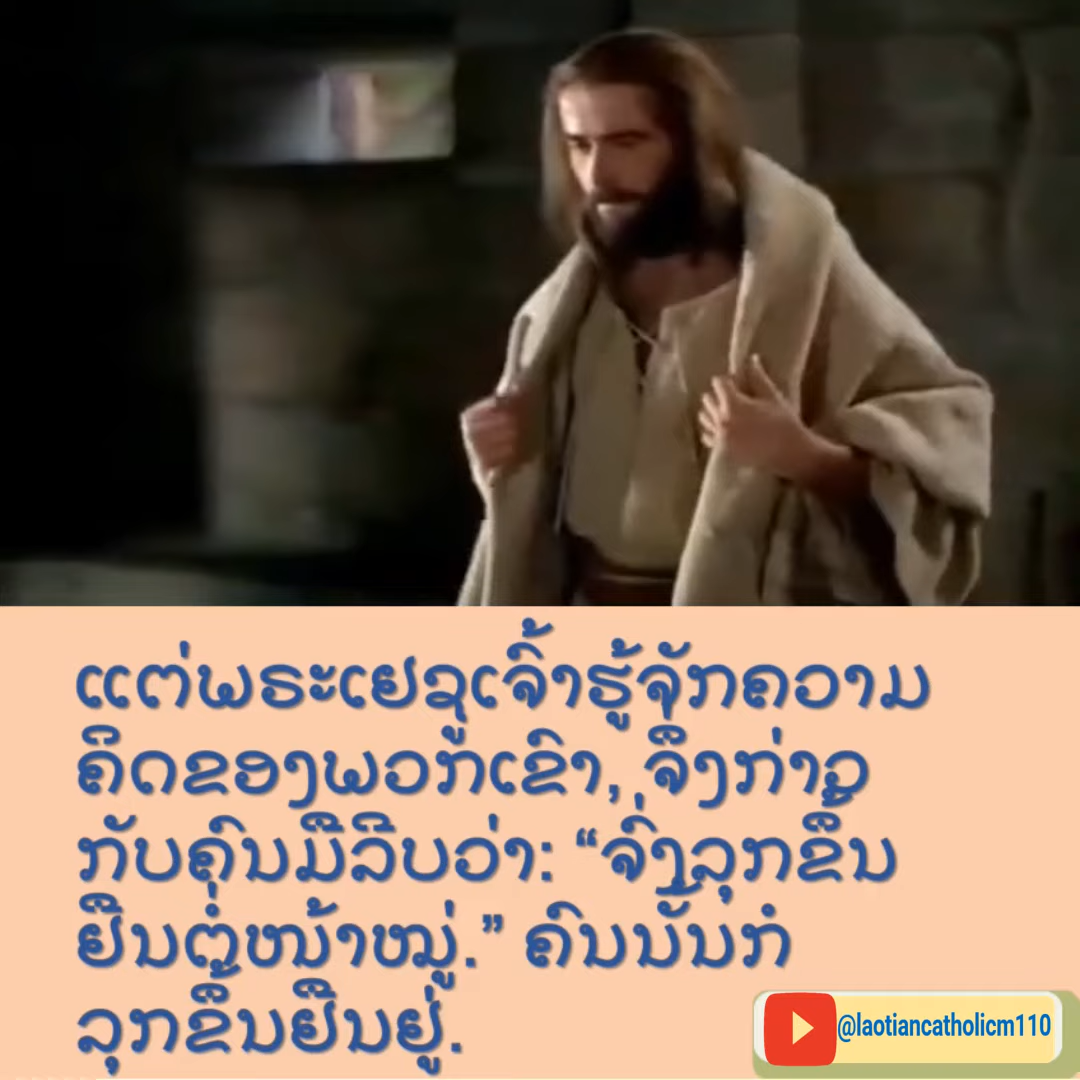 ແຕ່ພຣະເຢຊູເຈົ້າຮູ້ຈັກຄວາມ
ຄິດຂອງພວກເຂົາ, ຈຶ່ງກ່າວ
ກັບຄົນມືລີບວ່າ: “ຈົ່ງລຸກຂຶ້ນ
ຢືນຕໍ່ໜ້າໝູ່.” ຄົນນັ້ນກໍ
ລຸກຂຶ້ນຢືນຢູ່.
@laotiancatholicm110